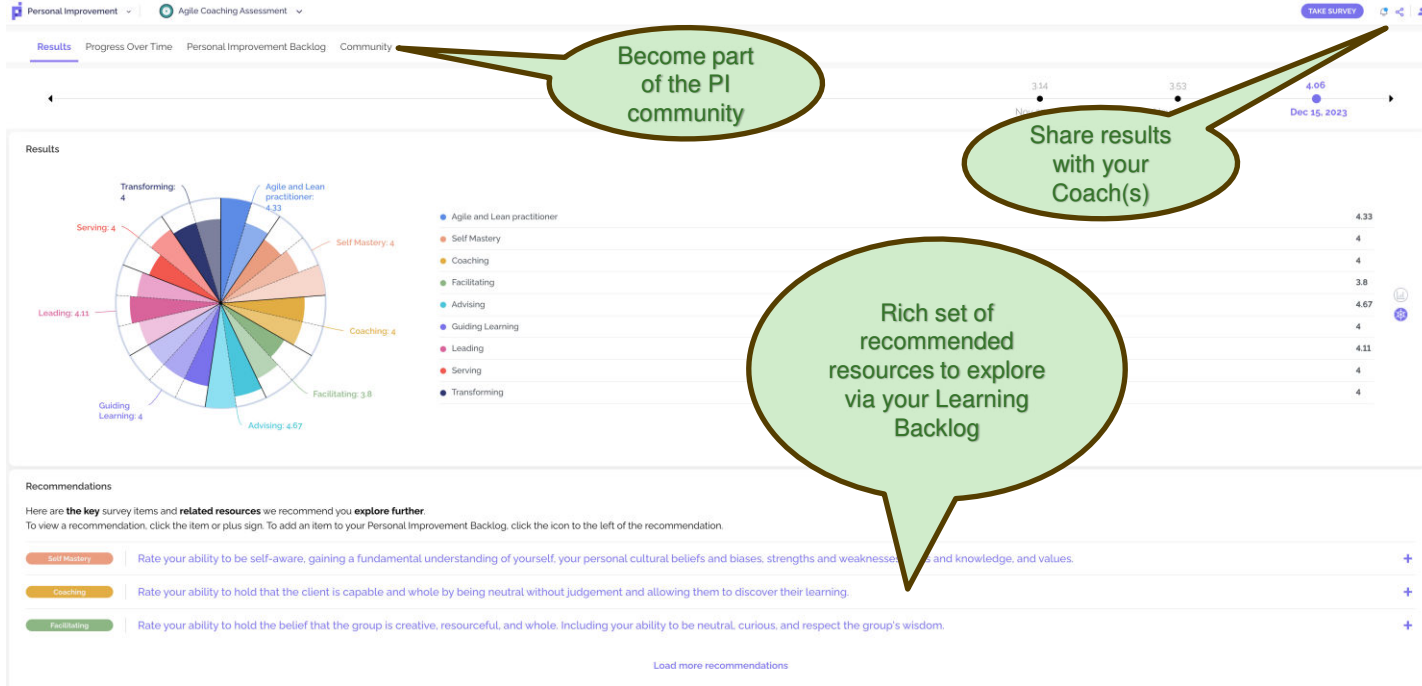 Personal Improvement
Agile Coaching Assessment
TAKE SURVEY
Results
Progress Over Time
Personal Improvement Backlog
Community
Become part
of the PI
community
3.14
3.53
4.06
Dec 15, 2023
Share results
with your
Coach(s)
Results
Transforming:
4
Agile and Lean
practitioner:
4.33
Serving: 4
Self Mastery: 4
Leading: 4.11
Coaching: 4
Guiding
Learning: 4
Facilitating: 3.8
Advising: 4.67
Agile and Lean practitioner 4.33
Self Mastery 4
Coaching 4
Facilitating 3.8
Advising 4.67
Guiding Learning 4
Leading 4.11
Serving 4
Transforming 4
Rich set of
recommended
resources to explore
via your Learning
Backlog
Recommendations
Here are the key survey items and related resources we recommend you explore further.
To view a recommendation, click the item or plus sign. To add an item to your Personal Improvement Backlog, click the icon to the left of the recommendation.
Self Mastery Rate your ability to be self-aware, gaining a fundamental understanding of yourself, your personal cultural beliefs and biases, strengths and weaknesses and knowledge, and values. +
Coaching Rate your ability to hold that the client is capable and whole by being neutral without judgement and allowing them to discover their learning. +
Facilitating Rate your ability to hold the belief that the group is creative, resourceful, and whole. Including your ability to be neutral, curious, and respect the group's wisdom. +
Load more recommendations